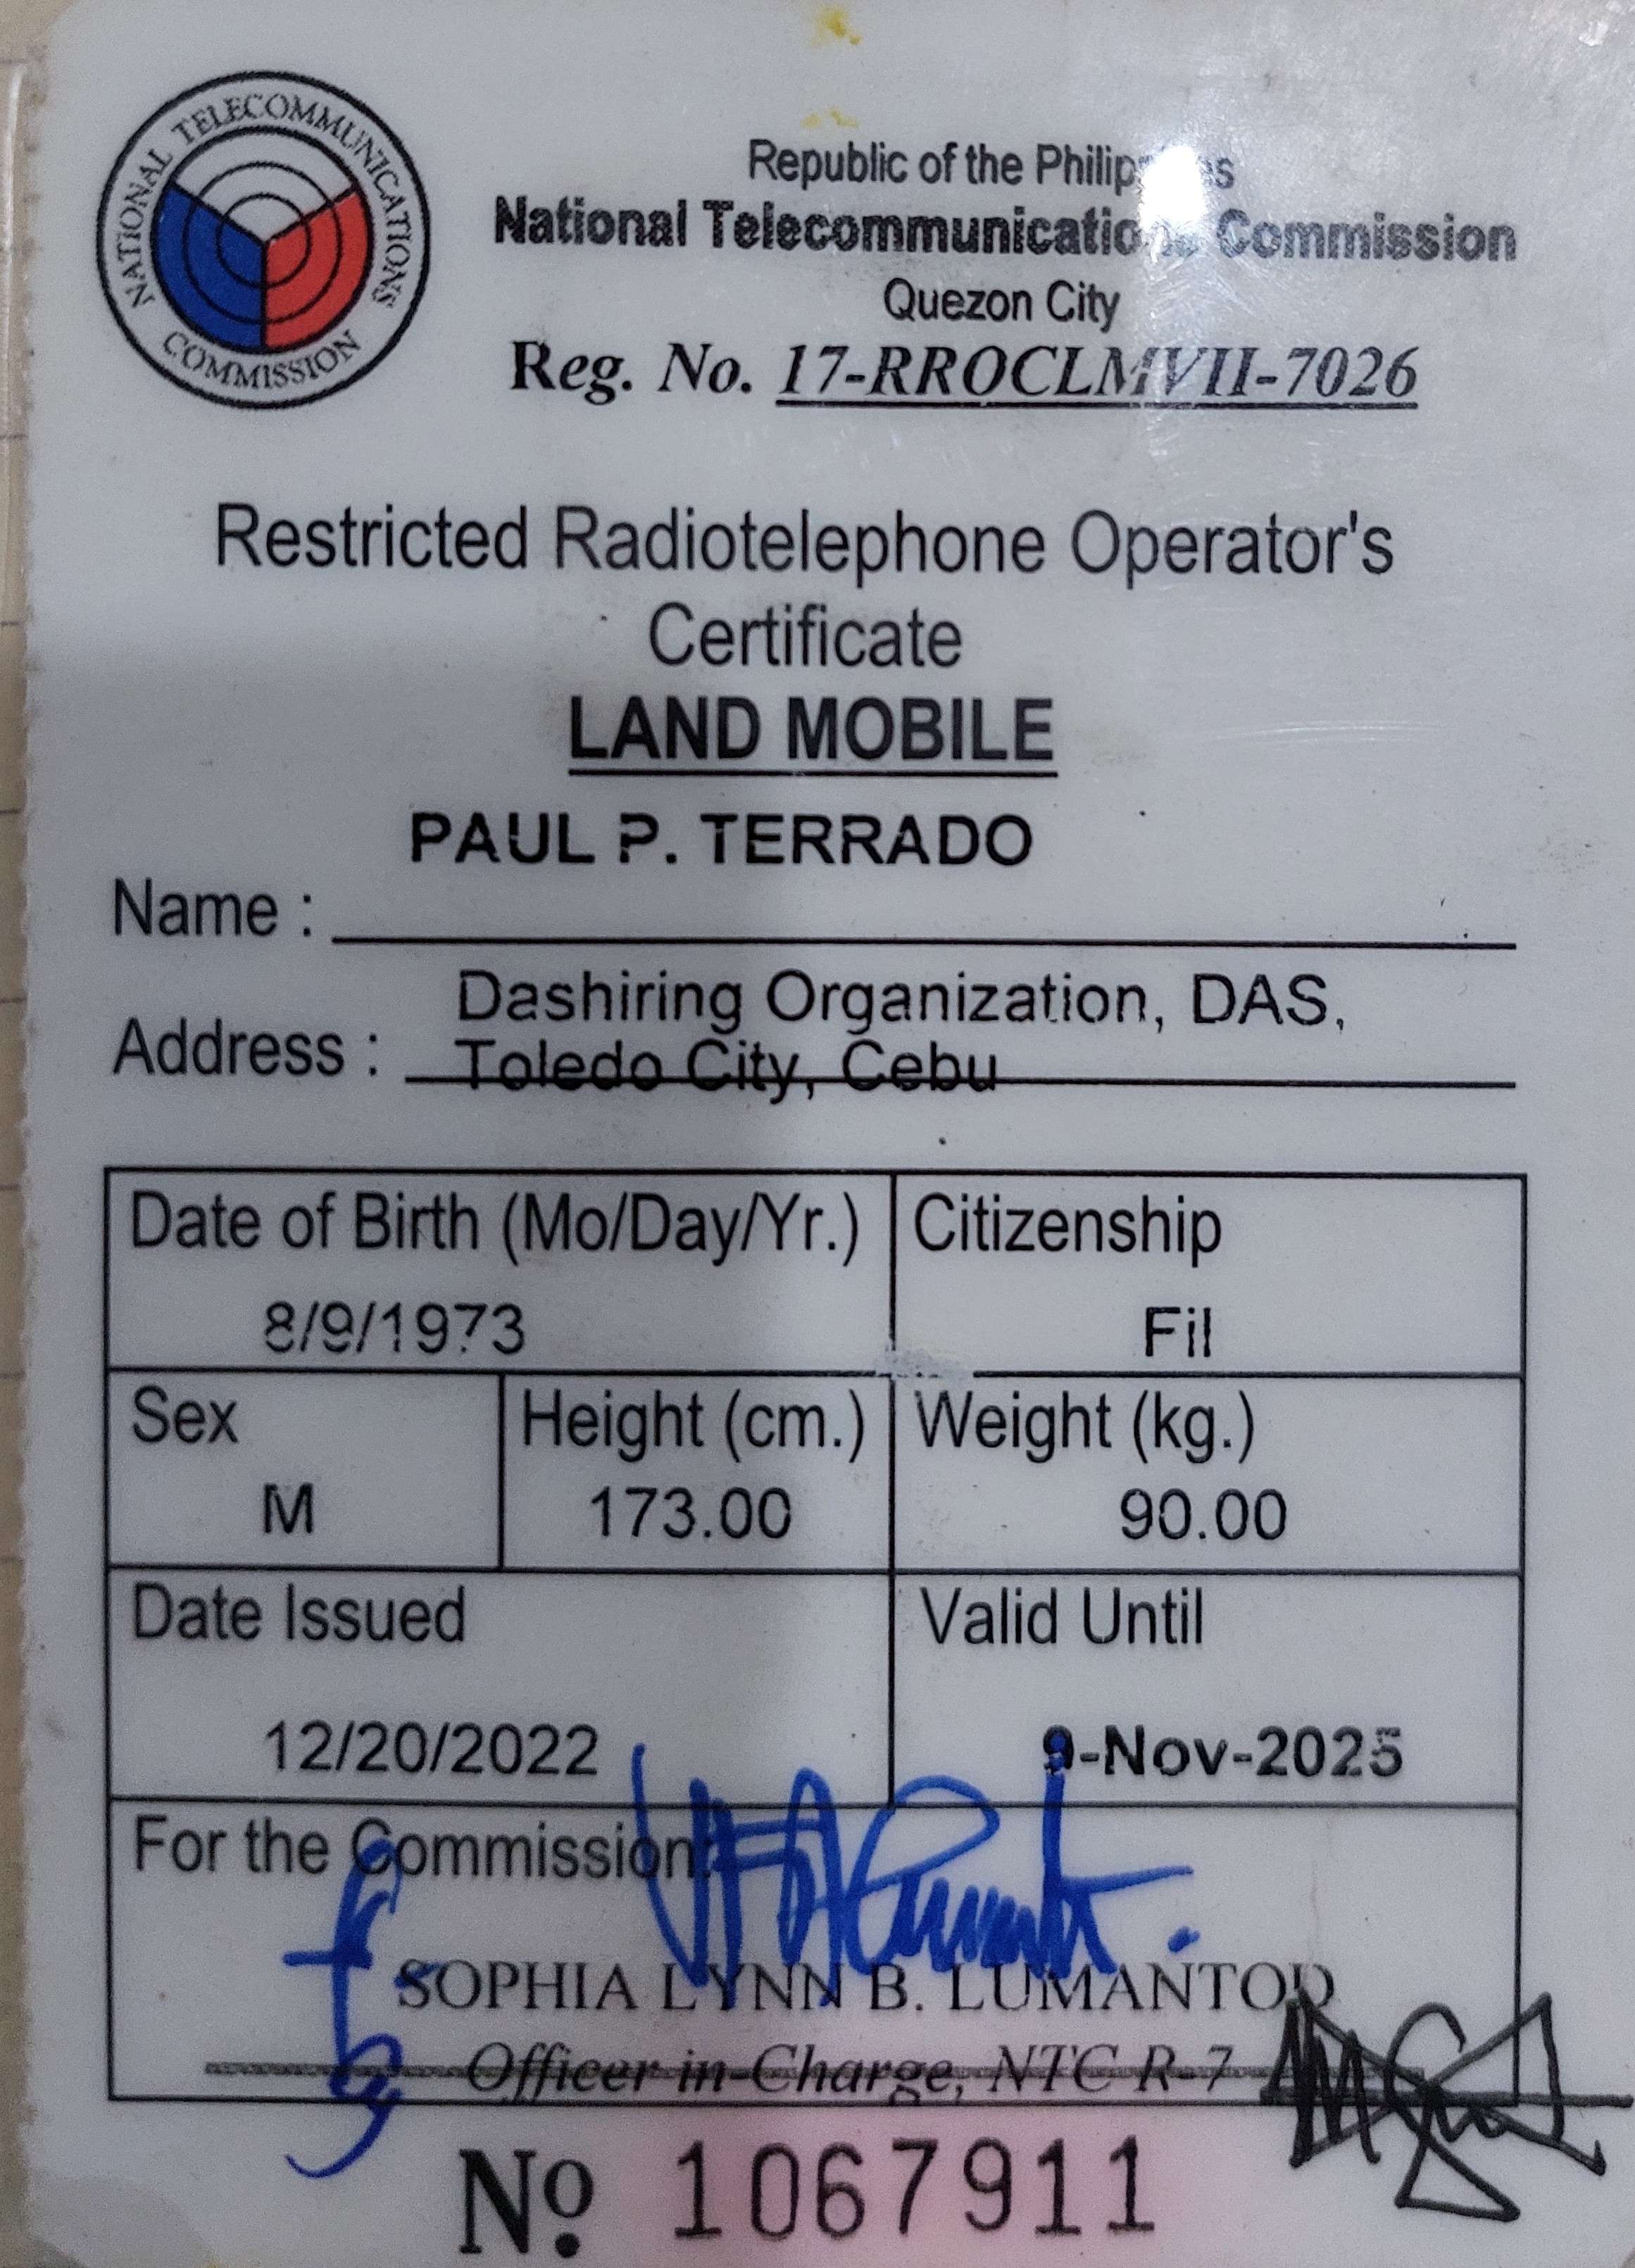 NATIONAL TELECOMMUNICATIONS COMMISSION
Republic of the Philippines
National Telecommunications Commission
Quezon City
Reg. No. 17-RROCLMVII-7026
Restricted Radiotelephone Operator's
Certificate
LAND MOBILE
PAUL P. TERRADO
Name :
Dashiring Organization, DAS,
Address : Toledo City, Cebu
Date of Birth (Mo/Day/Yr.) Citizenship
8/9/1973 Fil
Sex Height (cm.) Weight (kg.)
M 173.00 90.00
Date Issued Valid Until
12/20/2022 9-Nov-2025
For the Commission:
SOPHIA LYNN B. LUMANTOD
Officer-in-Charge, NTC R-7
No. 1067911